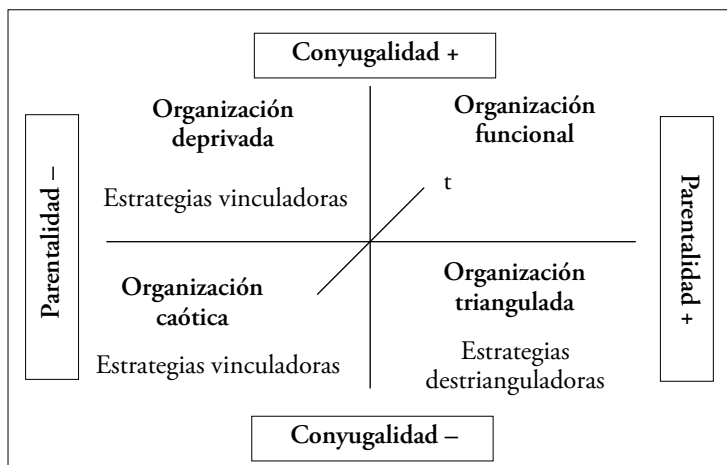 Conyugalidad +
Organización
deprivada
Estrategias vinculadoras
Organización
funcional
t
Parentalidad –
Parentalidad +
Organización
caótica
Estrategias vinculadoras
Organización
triangulada
Estrategias
destrianguladoras
Conyugalidad –